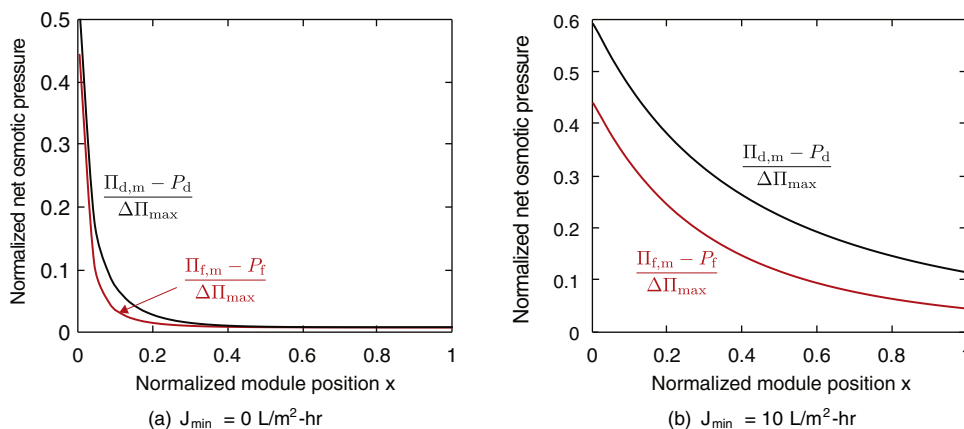 Normalized net osmotic pressure
0.5
0.4
0.3
0.2
0.1
0
0 0.2 0.4 0.6 0.8 1
Π_d,m − P_d
ΔΠ_max
Π_f,m − P_f
ΔΠ_max
Normalized module position x
(a) J_min = 0 L/m²-hr
Normalized net osmotic pressure
0.6
0.5
0.4
0.3
0.2
0.1
0
0 0.2 0.4 0.6 0.8 1
Π_d,m − P_d
ΔΠ_max
Π_f,m − P_f
ΔΠ_max
Normalized module position x
(b) J_min = 10 L/m²-hr